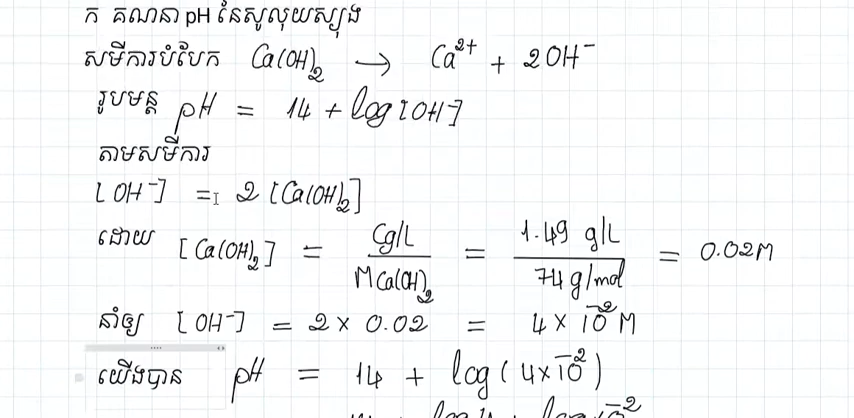 ក គណនា pH នៃសូលុយស្យុង
សមីការបំបែក Ca(OH)₂ → Ca²⁺ + 2OH⁻
រូបមន្ត pH = 14 + log[OH⁻]
តាមសមីការ
[OH⁻] = 2 [Ca(OH)₂]
ដោយ [Ca(OH)₂] = Cg/L / MCa(OH)₂ = 1.49 g/L / 74 g/mol = 0.02M
នាំឲ្យ [OH⁻] = 2 × 0.02 = 4 × 10⁻² M
យើងបាន pH = 14 + log(4×10⁻²)